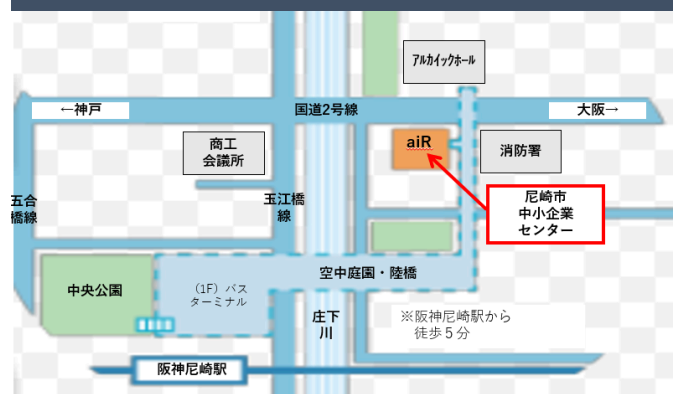 アルカイックホール
←神戸
国道2号線
大阪→
商工
会議所
aiR
消防署
五合
橋線
玉江橋
線
尼崎市
中小企業
センター
中央公園
（1F）バス
ターミナル
空中庭園・陸橋
庄下
川
※阪神尼崎駅から
徒歩５分
阪神尼崎駅